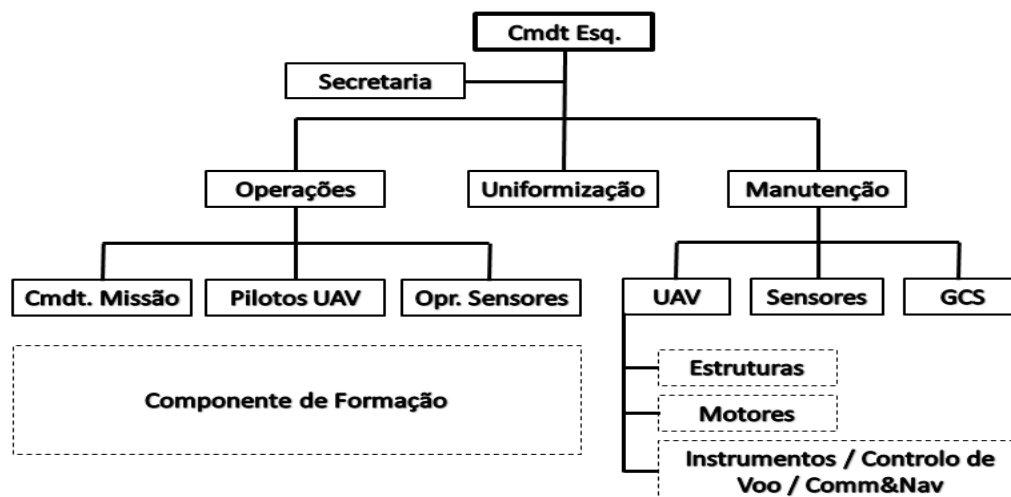 Cmdt Esq.
Secretaria
Operações
Uniformização
Manutenção
Cmdt. Missão
Pilotos UAV
Opr. Sensores
UAV
Sensores
GCS
Componente de Formação
Estruturas
Motores
Instrumentos / Controlo de
Voo / Comm&Nav